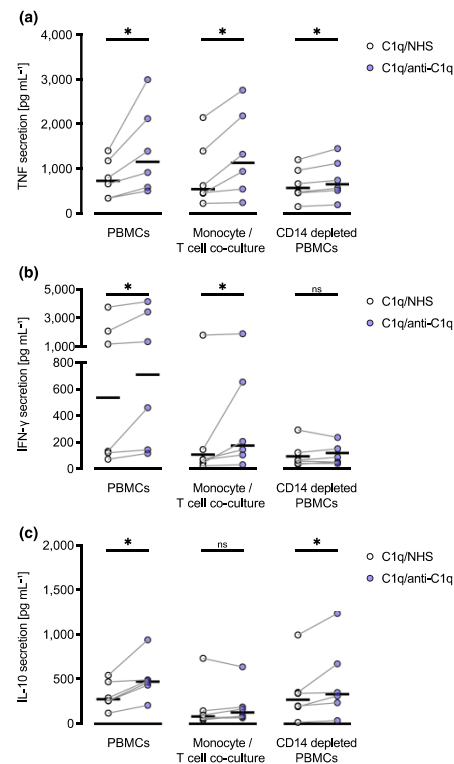 (a)
* * *
C1q/NHS
C1q/anti-C1q
TNF secretion [pg mL⁻¹]
4,000
3,000
2,000
1,000
0
PBMCs
Monocyte /
T cell co-culture
CD14 depleted
PBMCs
(b)
* * ns
C1q/NHS
C1q/anti-C1q
IFN-γ secretion [pg mL⁻¹]
5,000
3,000
1,000
800
600
400
200
0
PBMCs
Monocyte /
T cell co-culture
CD14 depleted
PBMCs
(c)
* ns *
C1q/NHS
C1q/anti-C1q
IL-10 secretion [pg mL⁻¹]
2,000
1,500
1,000
500
0
PBMCs
Monocyte /
T cell co-culture
CD14 depleted
PBMCs